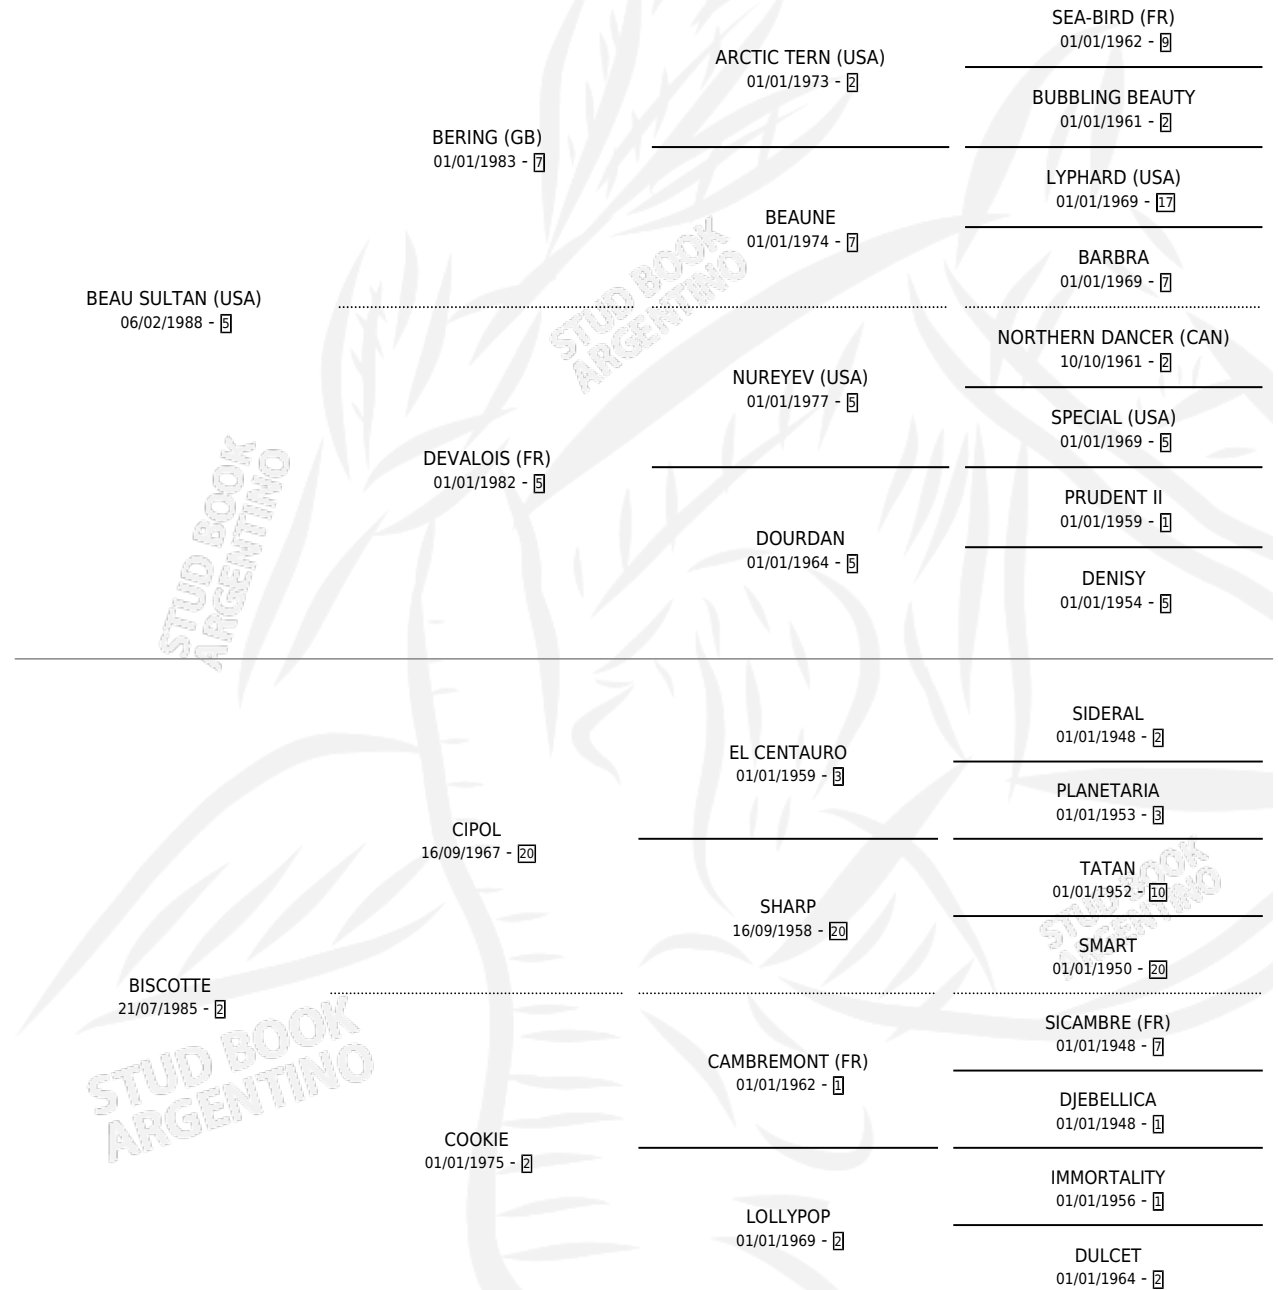 SEA-BIRD (FR)
01/01/1962 - 9
ARCTIC TERN (USA)
01/01/1973 - 2
BUBBLING BEAUTY
01/01/1961 - 2
BERING (GB)
01/01/1983 - 7
LYPHARD (USA)
01/01/1969 - 17
BEAUNE
01/01/1974 - 7
BARBRA
01/01/1969 - 7
BEAU SULTAN (USA)
06/02/1988 - 5
NORTHERN DANCER (CAN)
10/10/1961 - 2
NUREYEV (USA)
01/01/1977 - 5
SPECIAL (USA)
01/01/1969 - 5
DEVALOIS (FR)
01/01/1982 - 5
PRUDENT II
01/01/1959 - 1
DOURDAN
01/01/1964 - 5
DENISY
01/01/1954 - 5
SIDERAL
01/01/1948 - 2
EL CENTAURO
01/01/1959 - 3
PLANETARIA
01/01/1953 - 3
CIPOL
16/09/1967 - 20
TATAN
01/01/1952 - 10
SHARP
16/09/1958 - 20
SMART
01/01/1950 - 20
BISCOTTE
21/07/1985 - 2
SICAMBRE (FR)
01/01/1948 - 7
CAMBREMONT (FR)
01/01/1962 - 1
DJEBELLICA
01/01/1948 - 1
COOKIE
01/01/1975 - 2
IMMORTALITY
01/01/1956 - 1
LOLLYPOP
01/01/1969 - 2
DULCET
01/01/1964 - 2
STUD BOOK
ARGENTINO
STUD BOOK
ARGENTINO
STUD BOOK
ARGENTINO
STUD BOOK
ARGENTINO